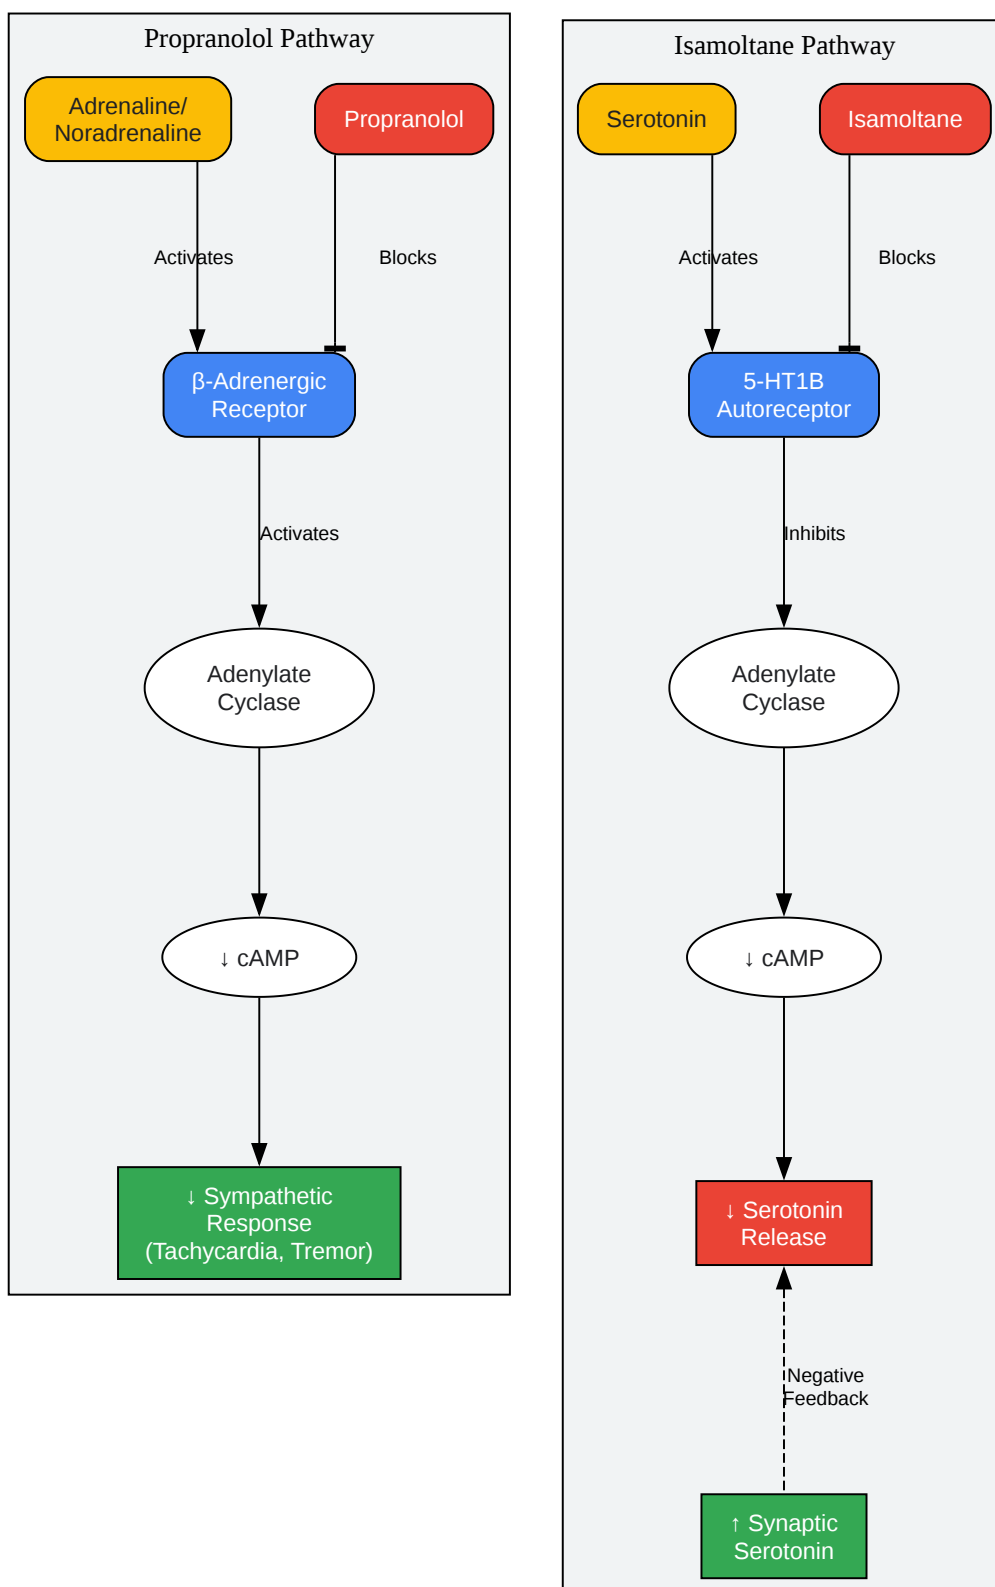 Propranolol Pathway
Adrenaline/
Noradrenaline
Propranolol
Activates
Blocks
β-Adrenergic
Receptor
Activates
Adenylate
Cyclase
↓ cAMP
↓ Sympathetic
Response
(Tachycardia, Tremor)
Isamoltane Pathway
Serotonin
Isamoltane
Activates
Blocks
5-HT1B
Autoreceptor
Inhibits
Adenylate
Cyclase
↓ cAMP
↓ Serotonin
Release
Negative
Feedback
↑ Synaptic
Serotonin